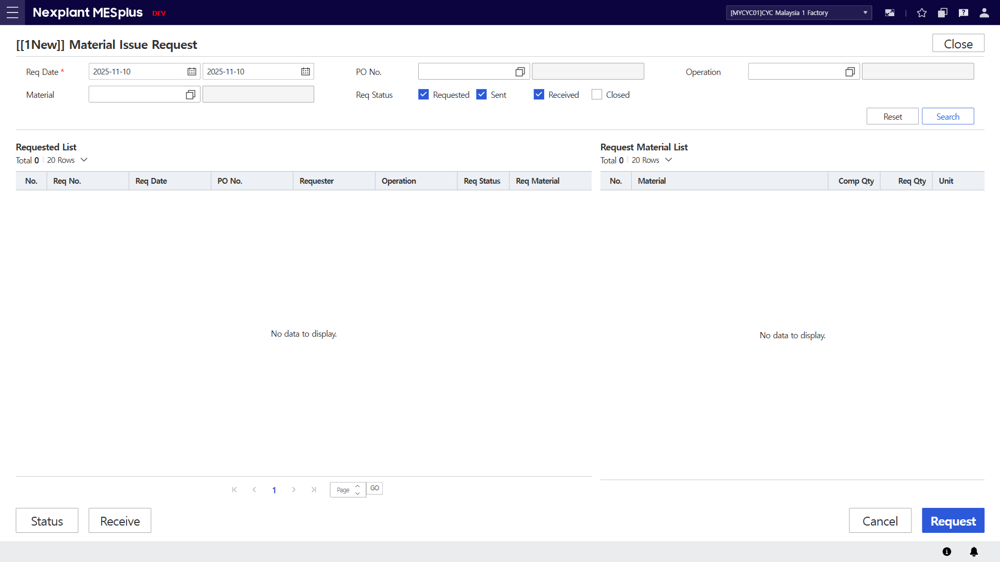 Nexplant MESplus DEV
[MYCYC01]CYC Malaysia 1 Factory
[[1New]] Material Issue Request
Close
Req Date * 2025-11-10 2025-11-10 PO No. Operation
Material Req Status Requested Sent Received Closed
Reset Search
Requested List
Total 0 20 Rows
No. Req No. Req Date PO No. Requester Operation Req Status Req Material
No data to display.
1 Page GO
Request Material List
Total 0 20 Rows
No. Material Comp Qty Req Qty Unit
No data to display.
Status Receive Cancel Request